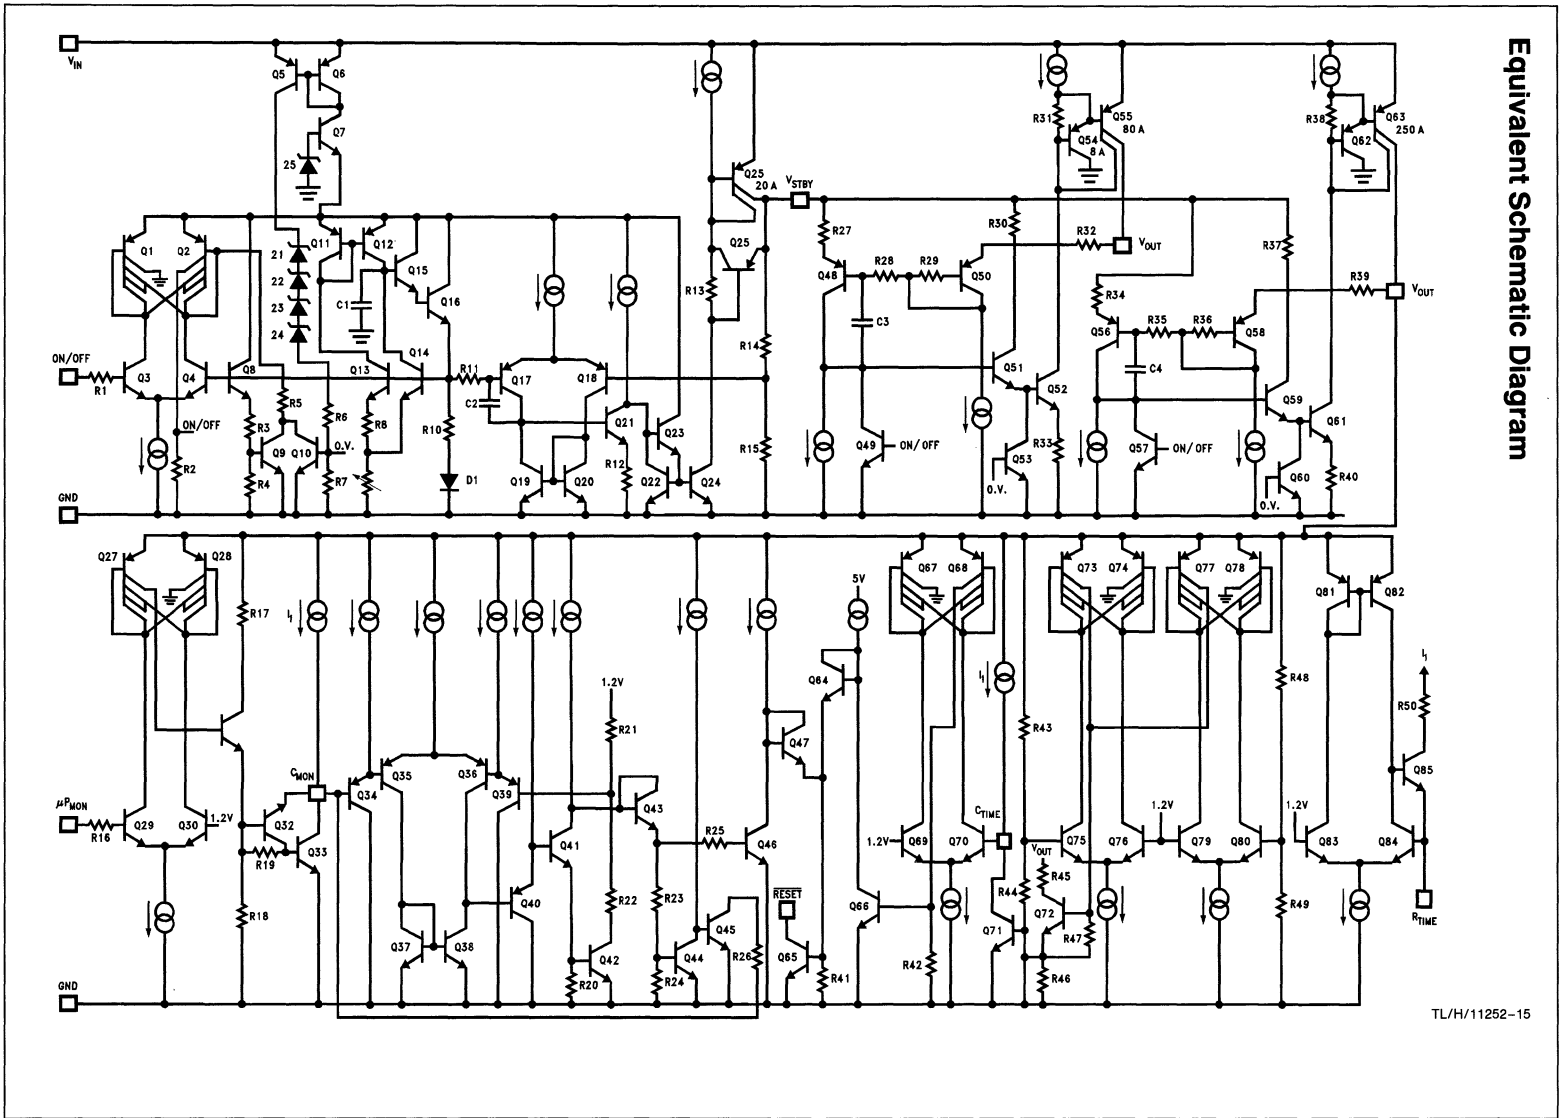 Equivalent Schematic Diagram
VIN
Q5
Q6
Q7
25
Q1
Q2
21
22
23
24
Q11
Q12
C1
Q15
Q16
ON/OFF
R1
Q3
Q4
Q8
R5
R6
Q13
Q14
R3
R8
ON/OFF
R2
Q9
Q10
O.V.
R4
R7
R10
D1
R11
C2
Q17
Q18
Q21
Q23
R12
Q19
Q20
Q22
Q24
GND
Q25
20 A
VSTBY
Q25
R13
R14
R15
R27
Q48
R28
R29
Q50
C3
Q49
ON/OFF
R30
R31
Q54
8 A
Q55
80 A
R32
VOUT
Q51
Q52
Q53
O.V.
R33
R34
Q56
R35
R36
Q58
C4
Q57
ON/OFF
R37
R38
Q62
Q63
250 A
R39
VOUT
Q59
Q61
Q60
O.V.
R40
Q27
Q28
R17
I1
CMON
μPMON
R16
Q29
Q30
1.2V
Q32
R19
Q33
R18
GND
Q34
Q35
Q36
Q39
Q37
Q38
Q40
Q41
1.2V
R21
R22
Q42
R20
Q43
R23
R24
Q44
Q45
R25
R26
Q46
Q47
RESET
Q65
R41
5V
Q64
Q66
R42
Q67
Q68
1.2V
Q69
Q70
I1
CTIME
Q71
R43
R44
VOUT
R45
Q72
R47
R46
Q73
Q74
Q75
Q76
1.2V
Q77
Q78
Q79
Q80
R48
R49
Q81
Q82
1.2V
Q83
Q84
I1
R50
Q85
RTIME
TL/H/11252-15